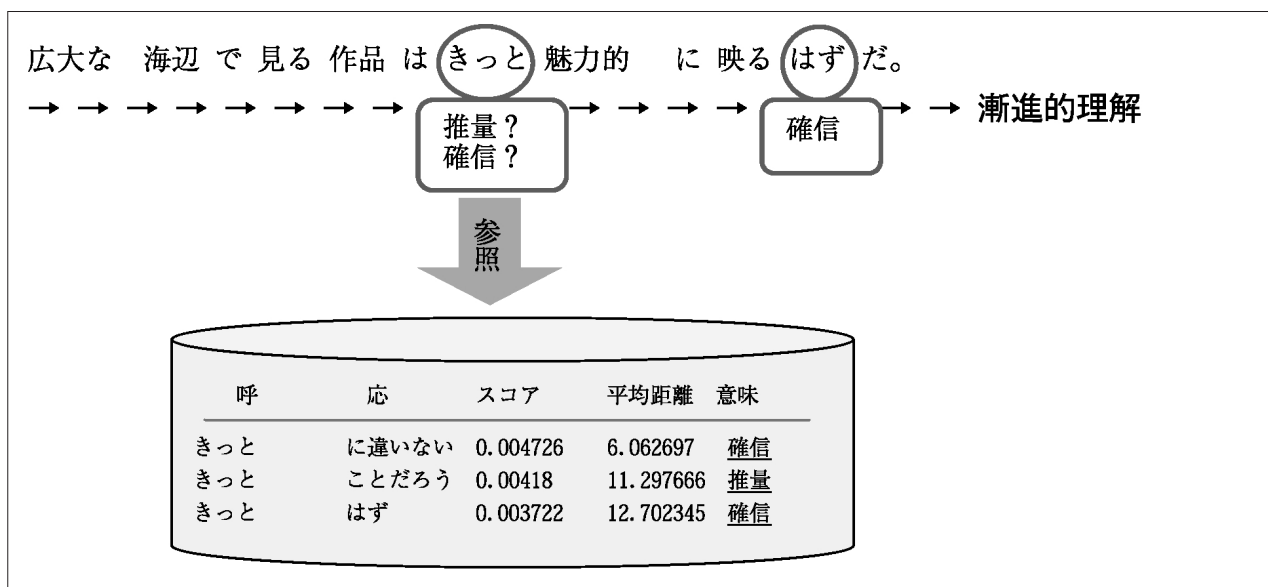 広大な 海辺 で 見る 作品 は きっと 魅力的 に 映る はず だ。
漸進的理解
推量？
確信？
確信
参照
呼 応 スコア 平均距離 意味
きっと に違いない 0.004726 6.062697 確信
きっと ことだろう 0.00418 11.297666 推量
きっと はず 0.003722 12.702345 確信